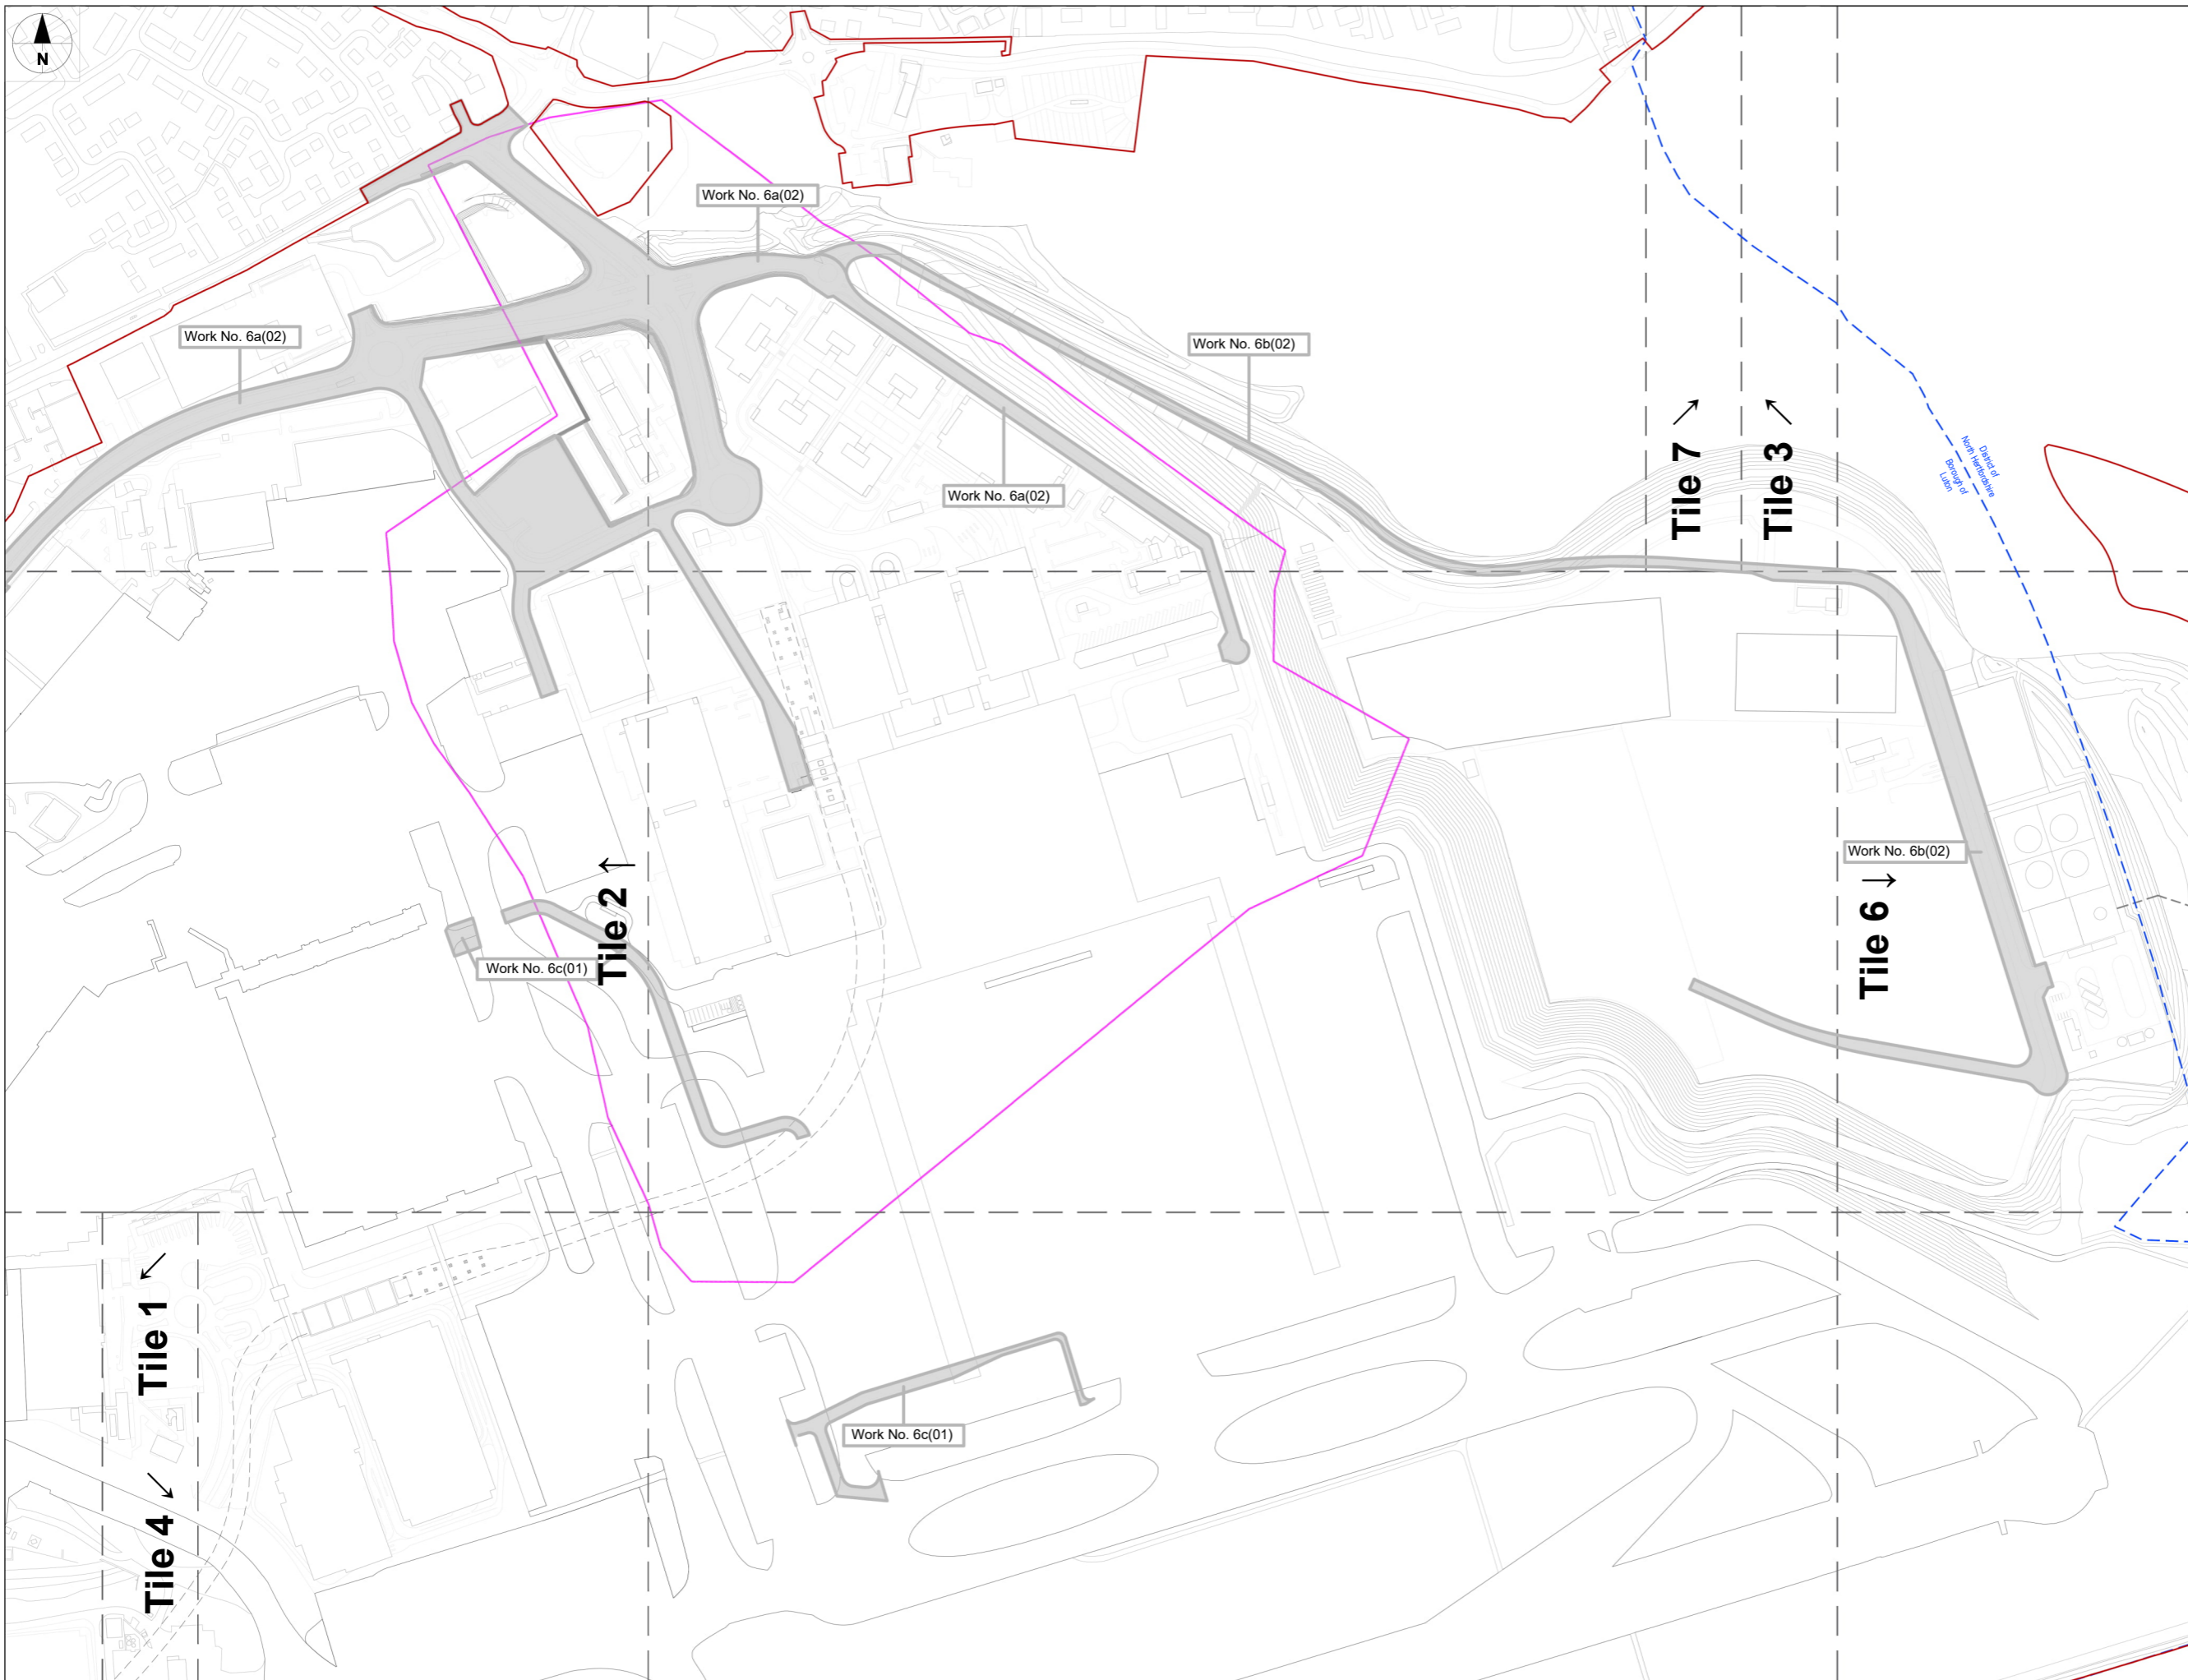 N
Work No. 6a(02)
Work No. 6a(02)
Work No. 6b(02)
Work No. 6a(02)
Tile 7 ↗
Tile 3 ↖
District of
North Hertfordshire
Borough of
Luton
Work No. 6b(02)
Tile 2 ←
Tile 6 →
Work No. 6c(01)
Tile 1 ↙
Work No. 6c(01)
Tile 4 ↘